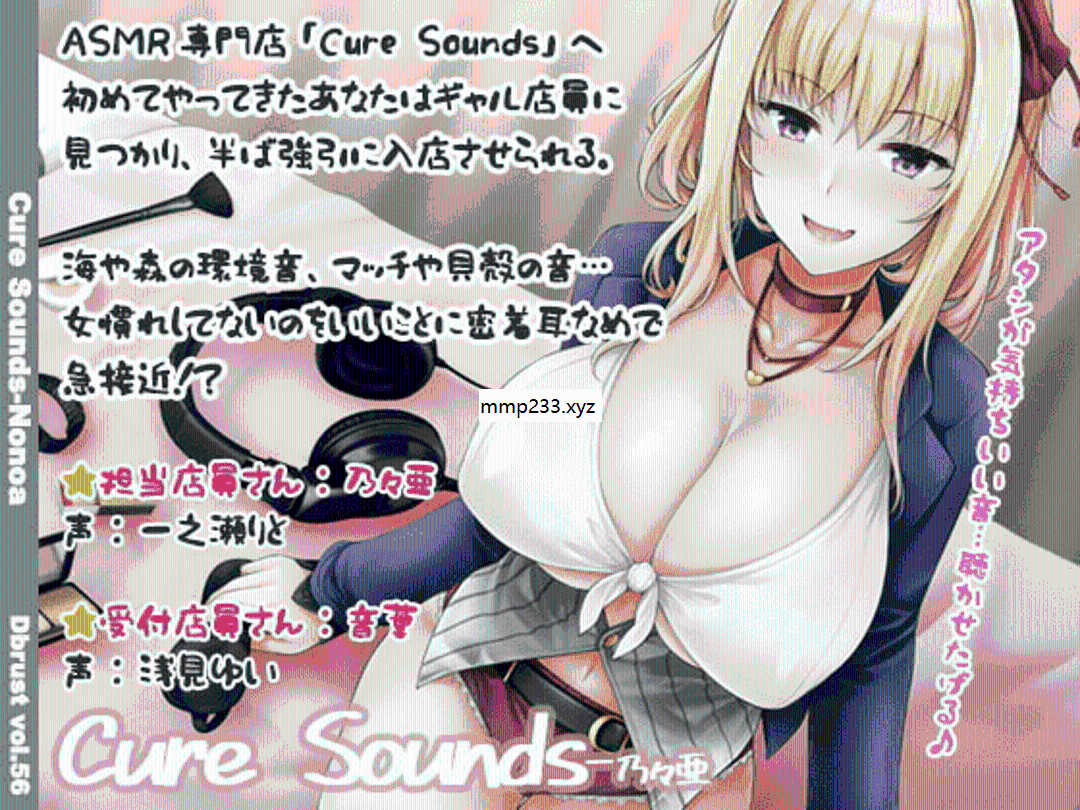 ASMR専門店「Cure Sounds」へ
初めてやってきたあなたはギャル店員に
見つかり、半ば強引に入店させられる。
海や森の環境音、マッチや貝殻の音…
女慣れしてないのをいいことに密着耳なめで
急接近!?
★担当店員さん：乃々亜
声：一之瀬りと
★受付店員さん：音葉
声：浅見ゆい
Cure Sounds-乃々亜
アタシが気持ちいい音…聴かせたげる♪
mmp233.xyz
Cure Sounds-Nonoa
Dbrust vol.56